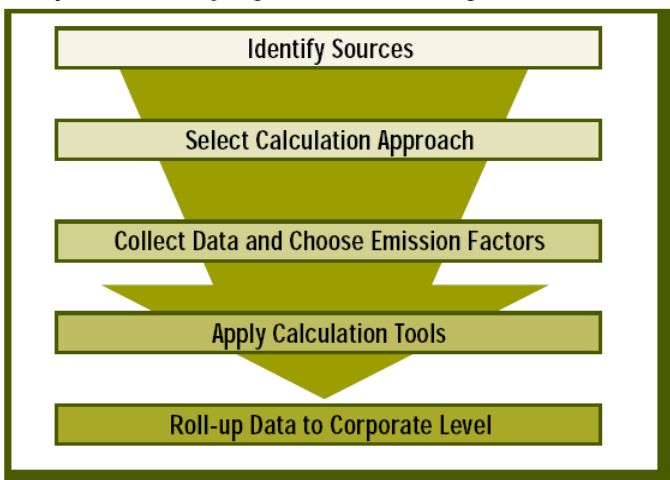 Identify Sources
Select Calculation Approach
Collect Data and Choose Emission Factors
Apply Calculation Tools
Roll-up Data to Corporate Level